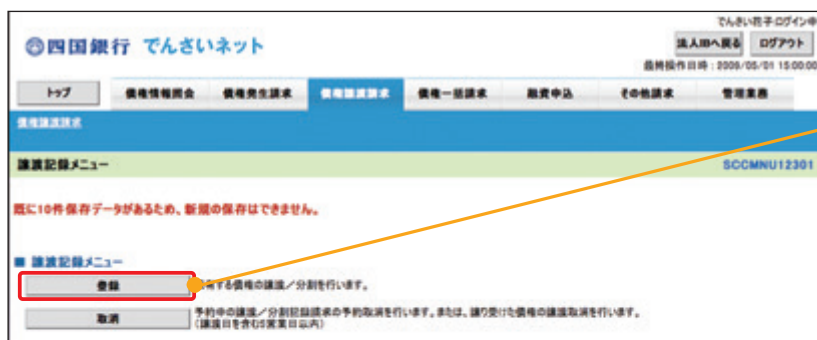 でんさい花子:ログイン中
四国銀行 でんさいネット
法人IBへ戻る ログアウト
最終操作日時:2009/05/01 15:00:00
トップ 債権情報照会 債権発生請求 債権譲渡請求 債権一括請求 融資申込 その他請求 管理業務
債権譲渡請求
譲渡記録メニュー SCCMNU12301
既に10件保存データがあるため、新規の保存はできません。
■ 譲渡記録メニュー
登録 する債権の譲渡/分割を行います。
取消 予約中の譲渡/分割記録請求の予約取消を行います。または、譲り受けた債権の譲渡取消を行います。
(譲渡日を含む5営業日以内)